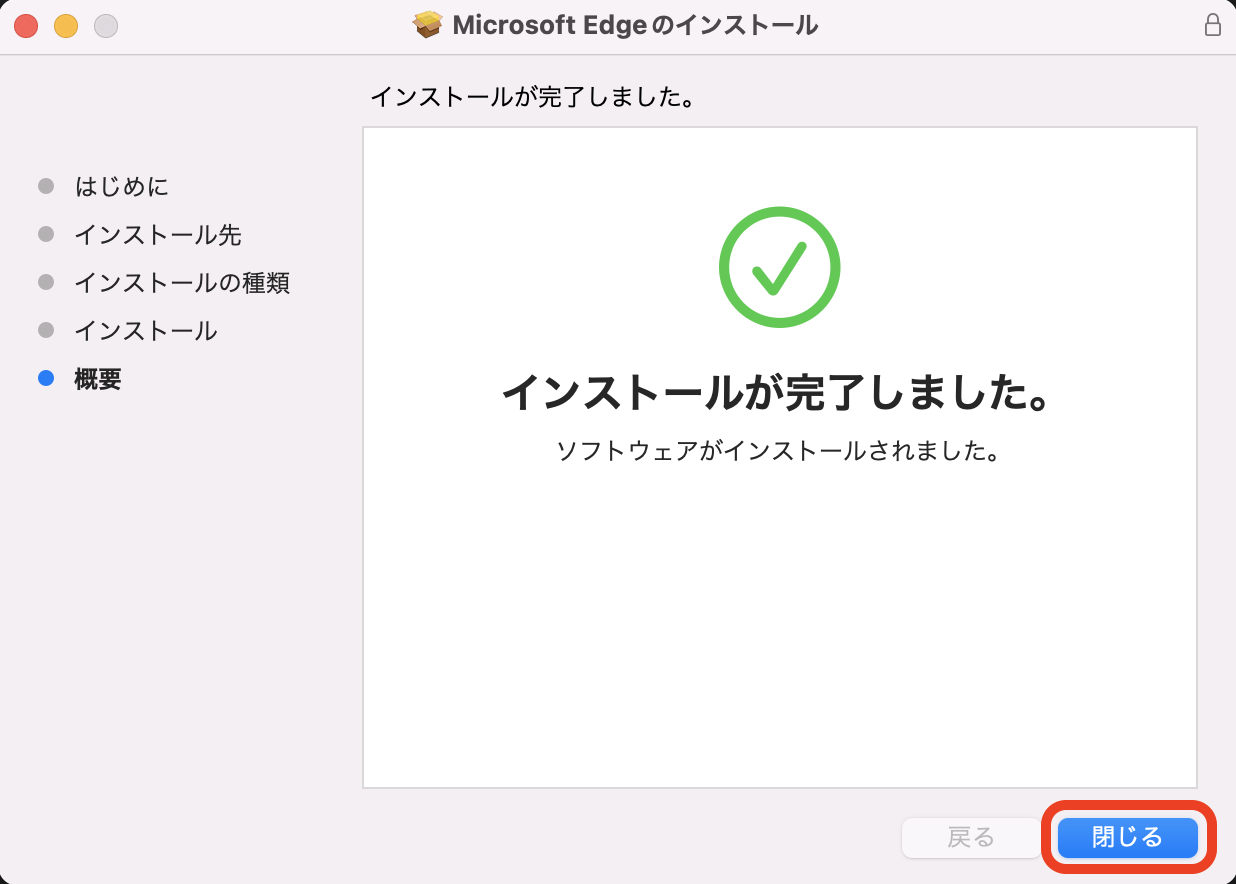 Microsoft Edgeのインストール
インストールが完了しました。
はじめに
インストール先
インストールの種類
インストール
概要
インストールが完了しました。
ソフトウェアがインストールされました。
戻る
閉じる